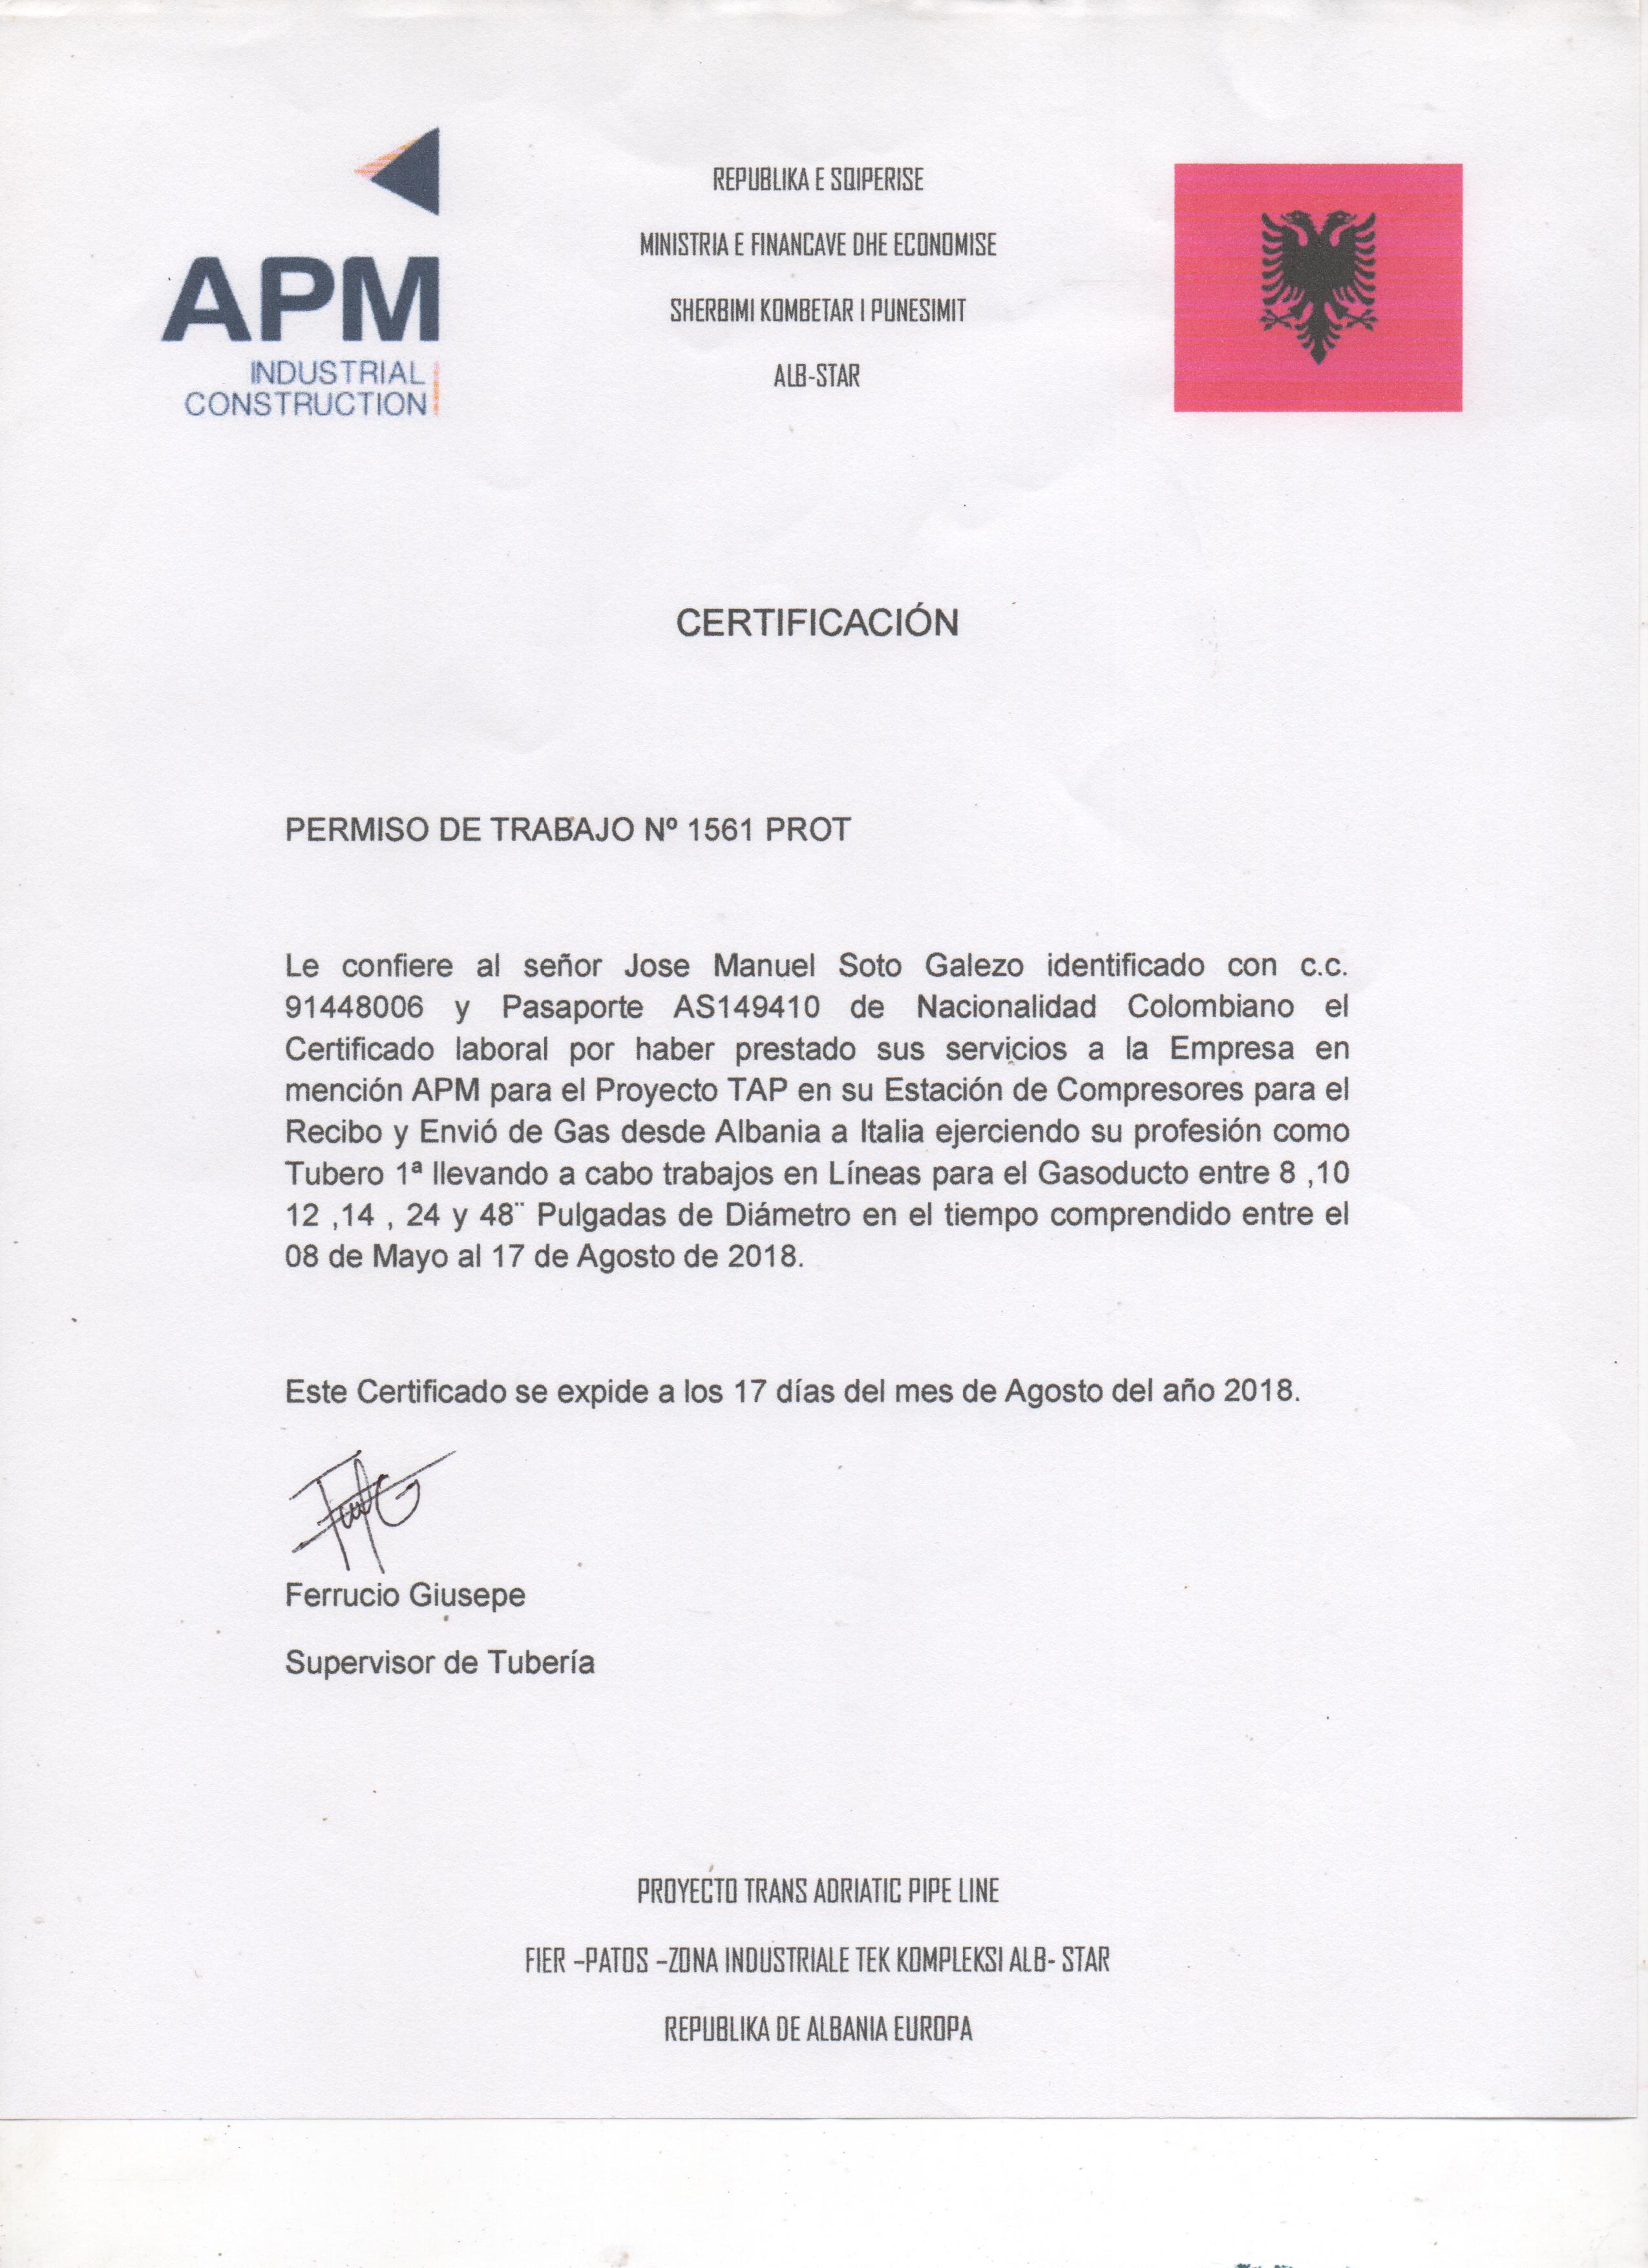 APM
INDUSTRIAL
CONSTRUCTION
REPUBLIKA E SQIPERISE
MINISTRIA E FINANCAVE DHE ECONOMISE
SHERBIMI KOMBETAR I PUNESIMIT
ALB-STAR
CERTIFICACIÓN
PERMISO DE TRABAJO Nº 1561 PROT
Le confiere al señor Jose Manuel Soto Galezo identificado con c.c.
91448006 y Pasaporte AS149410 de Nacionalidad Colombiano el
Certificado laboral por haber prestado sus servicios a la Empresa en
mención APM para el Proyecto TAP en su Estación de Compresores para el
Recibo y Envió de Gas desde Albania a Italia ejerciendo su profesión como
Tubero 1ª llevando a cabo trabajos en Líneas para el Gasoducto entre 8 ,10
12 ,14 , 24 y 48¨ Pulgadas de Diámetro en el tiempo comprendido entre el
08 de Mayo al 17 de Agosto de 2018.
Este Certificado se expide a los 17 días del mes de Agosto del año 2018.
Ferrucio Giusepe
Supervisor de Tubería
PROYECTO TRANS ADRIATIC PIPE LINE
FIER –PATOS –ZONA INDUSTRIALE TEK KOMPLEKSI ALB- STAR
REPUBLIKA DE ALBANIA EUROPA